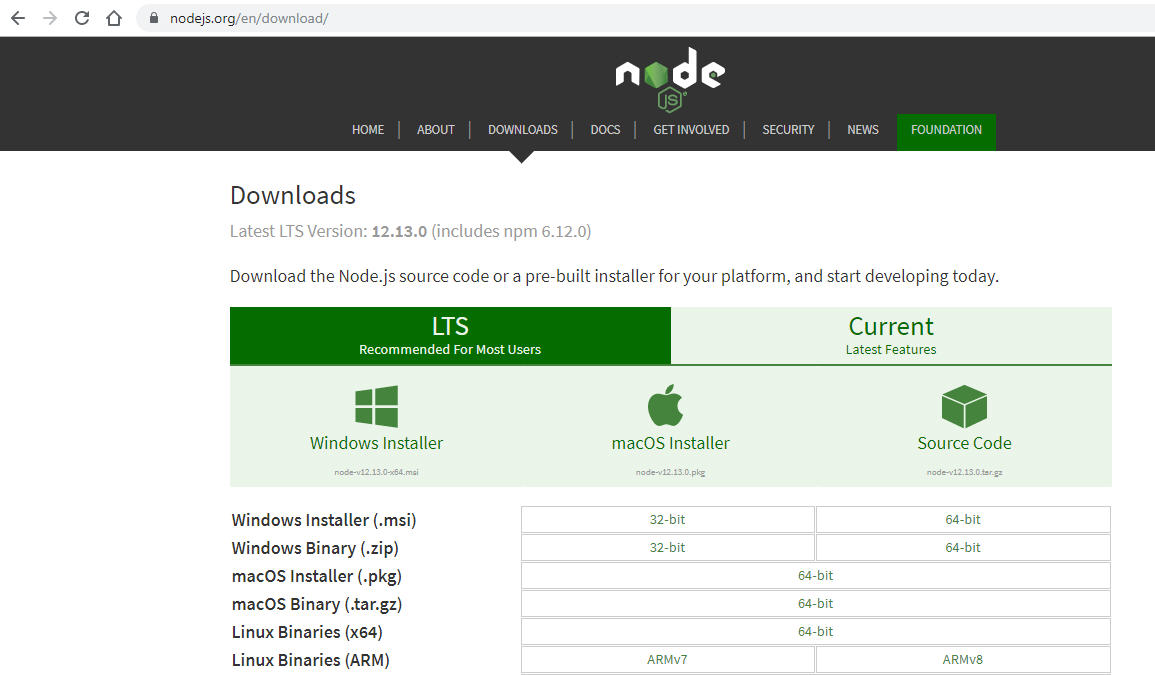 nodejs.org/en/download/
node
JS
HOME ABOUT DOWNLOADS DOCS GET INVOLVED SECURITY NEWS FOUNDATION
Downloads
Latest LTS Version: 12.13.0 (includes npm 6.12.0)
Download the Node.js source code or a pre-built installer for your platform, and start developing today.
LTS Current
Recommended For Most Users Latest Features
Windows Installer macOS Installer Source Code
node-v12.13.0-x64.msi node-v12.13.0.pkg node-v12.13.0.tar.gz
Windows Installer (.msi) 32-bit 64-bit
Windows Binary (.zip) 32-bit 64-bit
macOS Installer (.pkg) 64-bit
macOS Binary (.tar.gz) 64-bit
Linux Binaries (x64) 64-bit
Linux Binaries (ARM) ARMv7 ARMv8